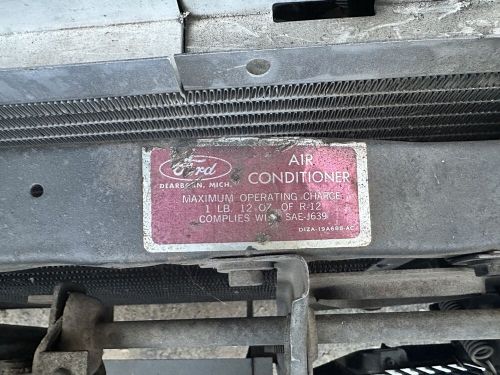 Ford
DEARBORN, MICH.
AIR
CONDITIONER
MAXIMUM OPERATING CHARGE
1 LB. 12 OZ. OF R-12
COMPLIES WITH SAE-J639
D1ZA-19A688-AC